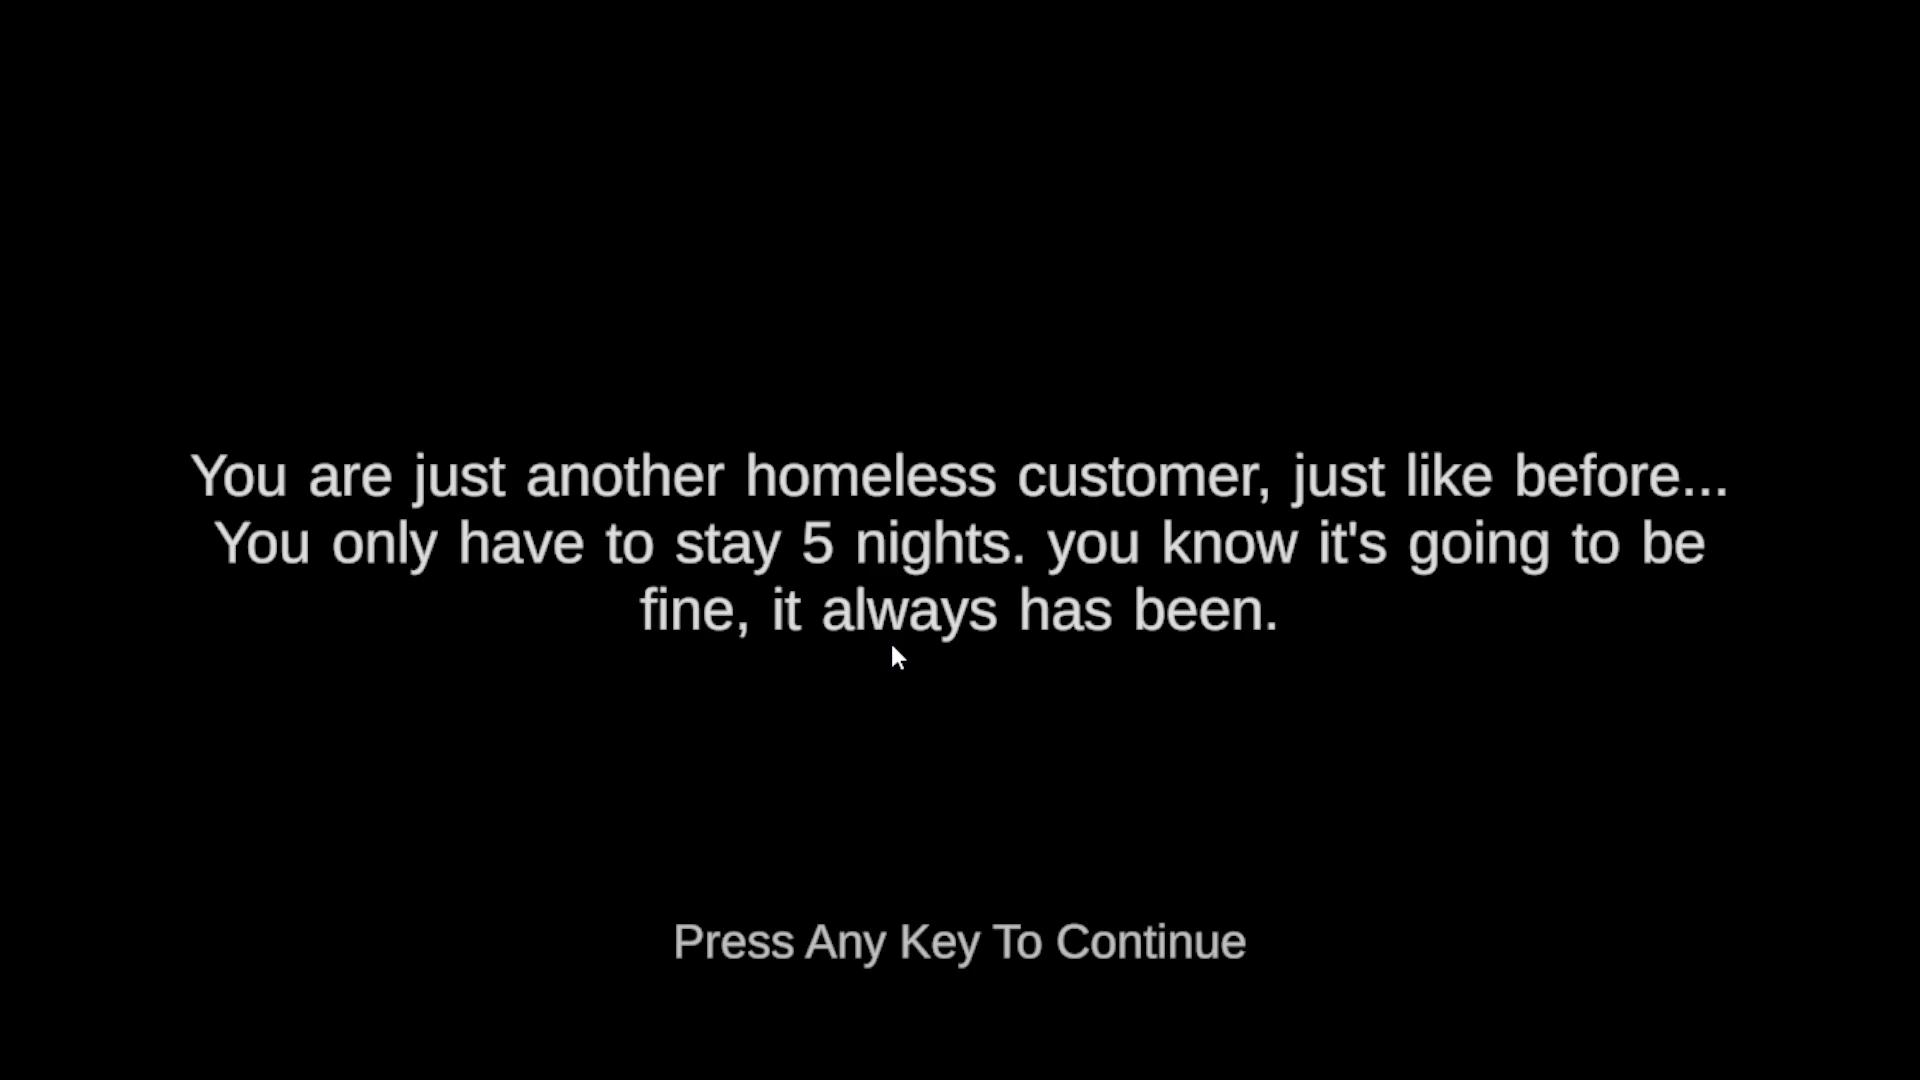 You are just another homeless customer, just like before...
You only have to stay 5 nights. you know it's going to be
fine, it always has been.
Press Any Key To Continue